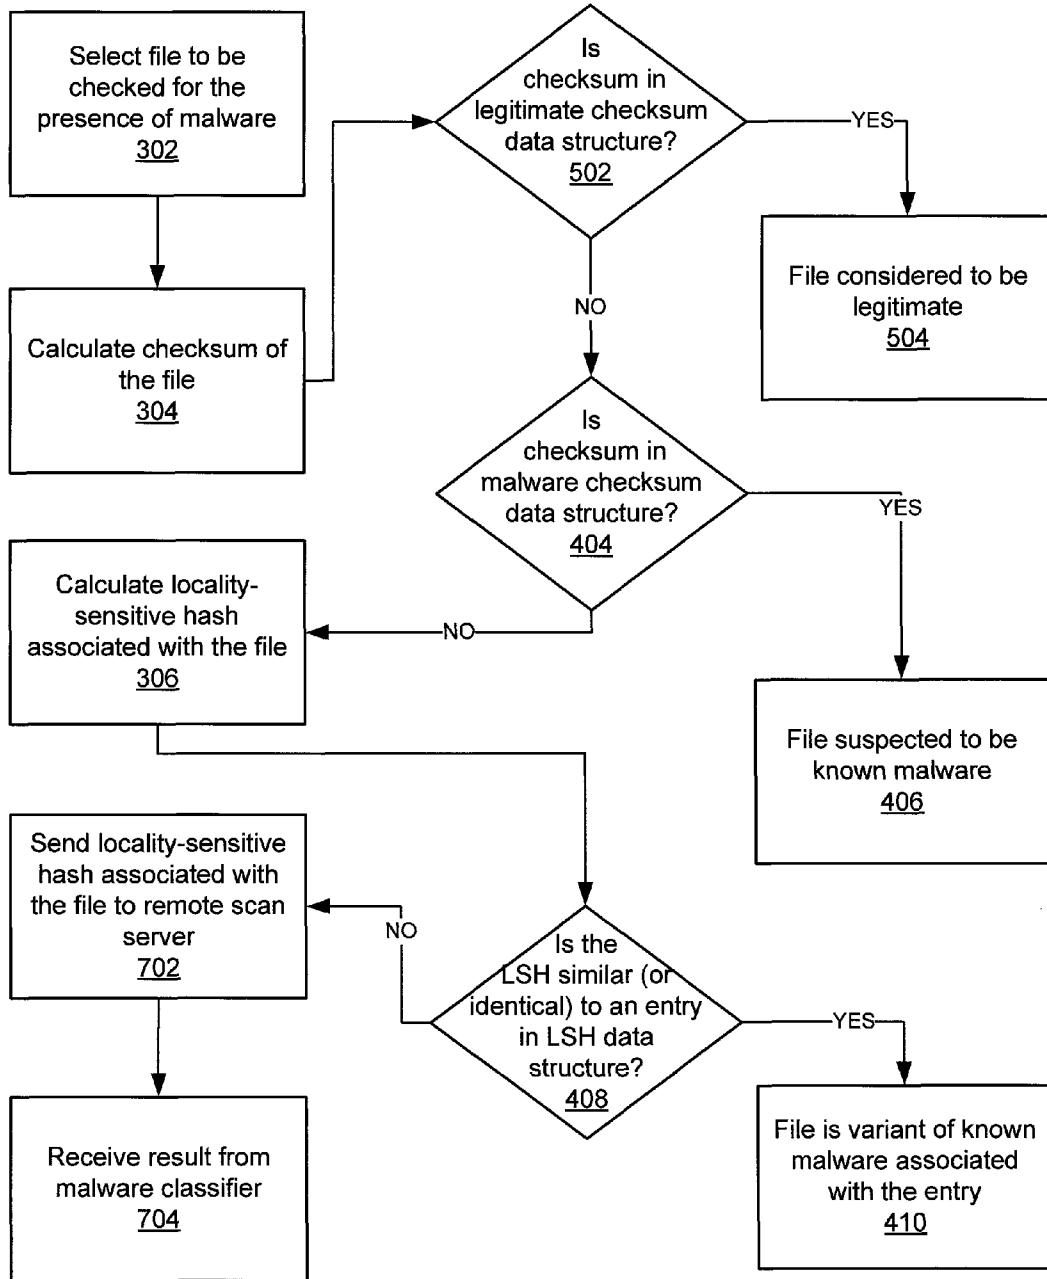 Select file to be
checked for the
presence of malware
302
Is
checksum in
legitimate checksum
data structure?
502
YES
File considered to be
legitimate
504
NO
Calculate checksum of
the file
304
Is
checksum in
malware checksum
data structure?
404
YES
File suspected to be
known malware
406
NO
Calculate locality-
sensitive hash
associated with the file
306
Send locality-sensitive
hash associated with
the file to remote scan
server
702
NO
Is the
LSH similar (or
identical) to an entry
in LSH data
structure?
408
YES
File is variant of known
malware associated
with the entry
410
Receive result from
malware classifier
704